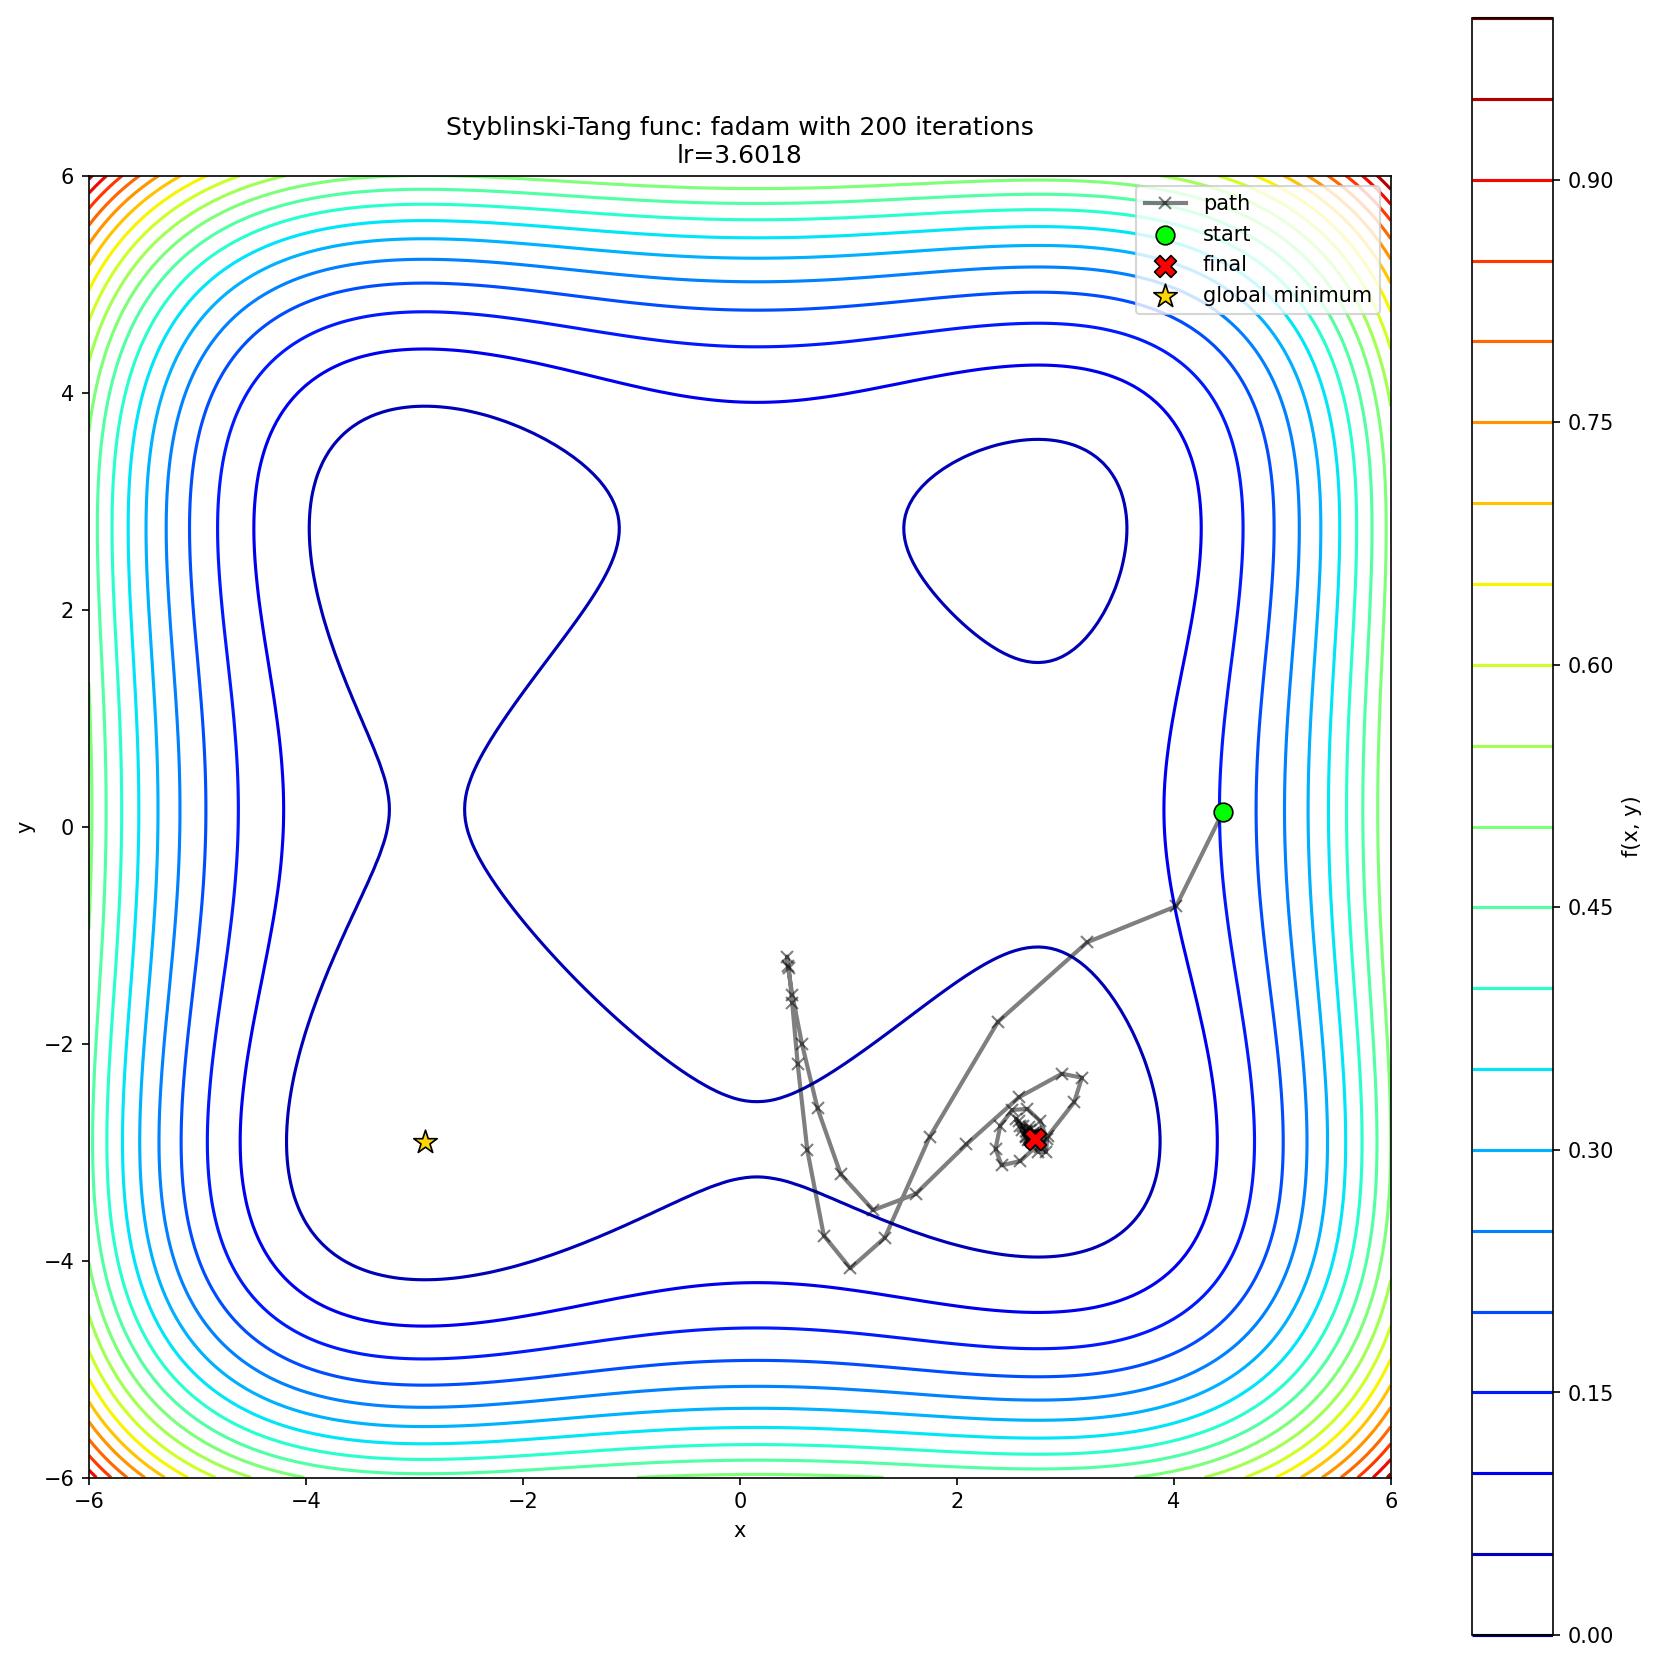 Styblinski-Tang func: fadam with 200 iterations
lr=3.6018
path
start
final
global minimum
6
4
2
0
−2
−4
−6
y
−6
−4
−2
0
2
4
6
x
0.90
0.75
0.60
0.45
0.30
0.15
0.00
f(x, y)